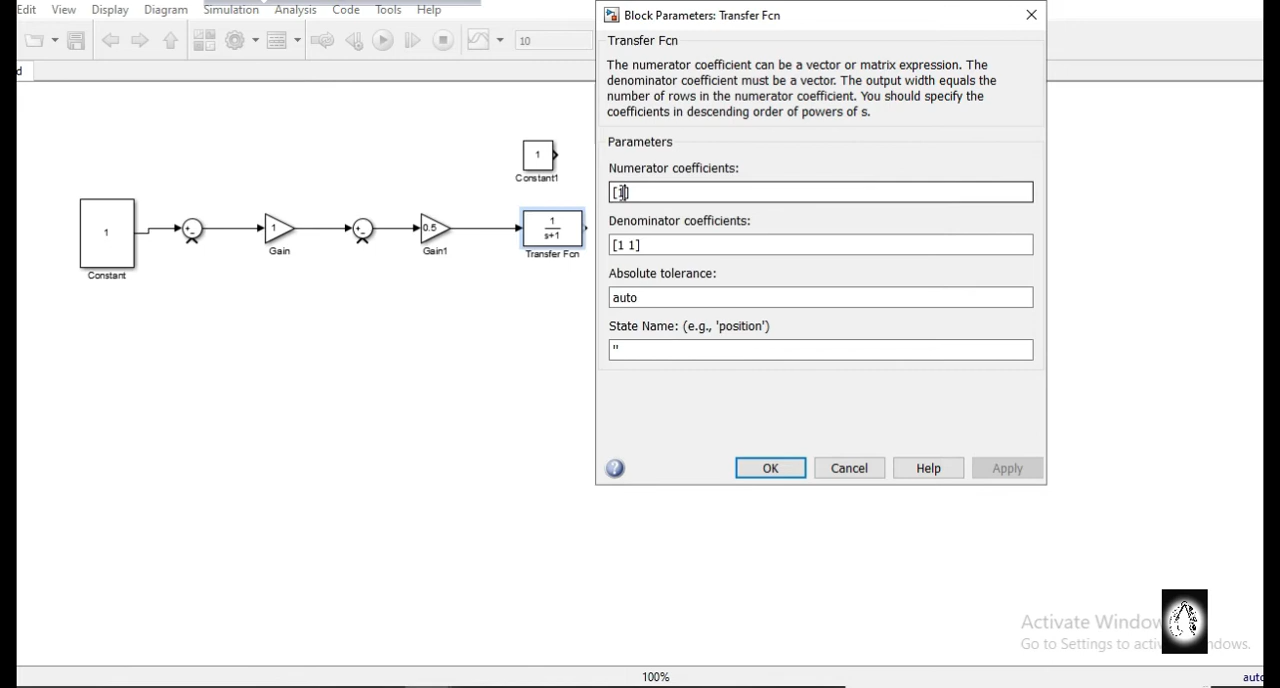 Edit View Display Diagram Simulation Analysis Code Tools Help
10
d
1
Constant
1
Gain
0.5
Gain1
1
Constant1
1
s+1
Transfer Fcn
Block Parameters: Transfer Fcn
Transfer Fcn
The numerator coefficient can be a vector or matrix expression. The
denominator coefficient must be a vector. The output width equals the
number of rows in the numerator coefficient. You should specify the
coefficients in descending order of powers of s.
Parameters
Numerator coefficients:
[1]
Denominator coefficients:
[1 1]
Absolute tolerance:
auto
State Name: (e.g., 'position')
''
OK Cancel Help Apply
Activate Window
Go to Settings to activ ndows.
100%
auto